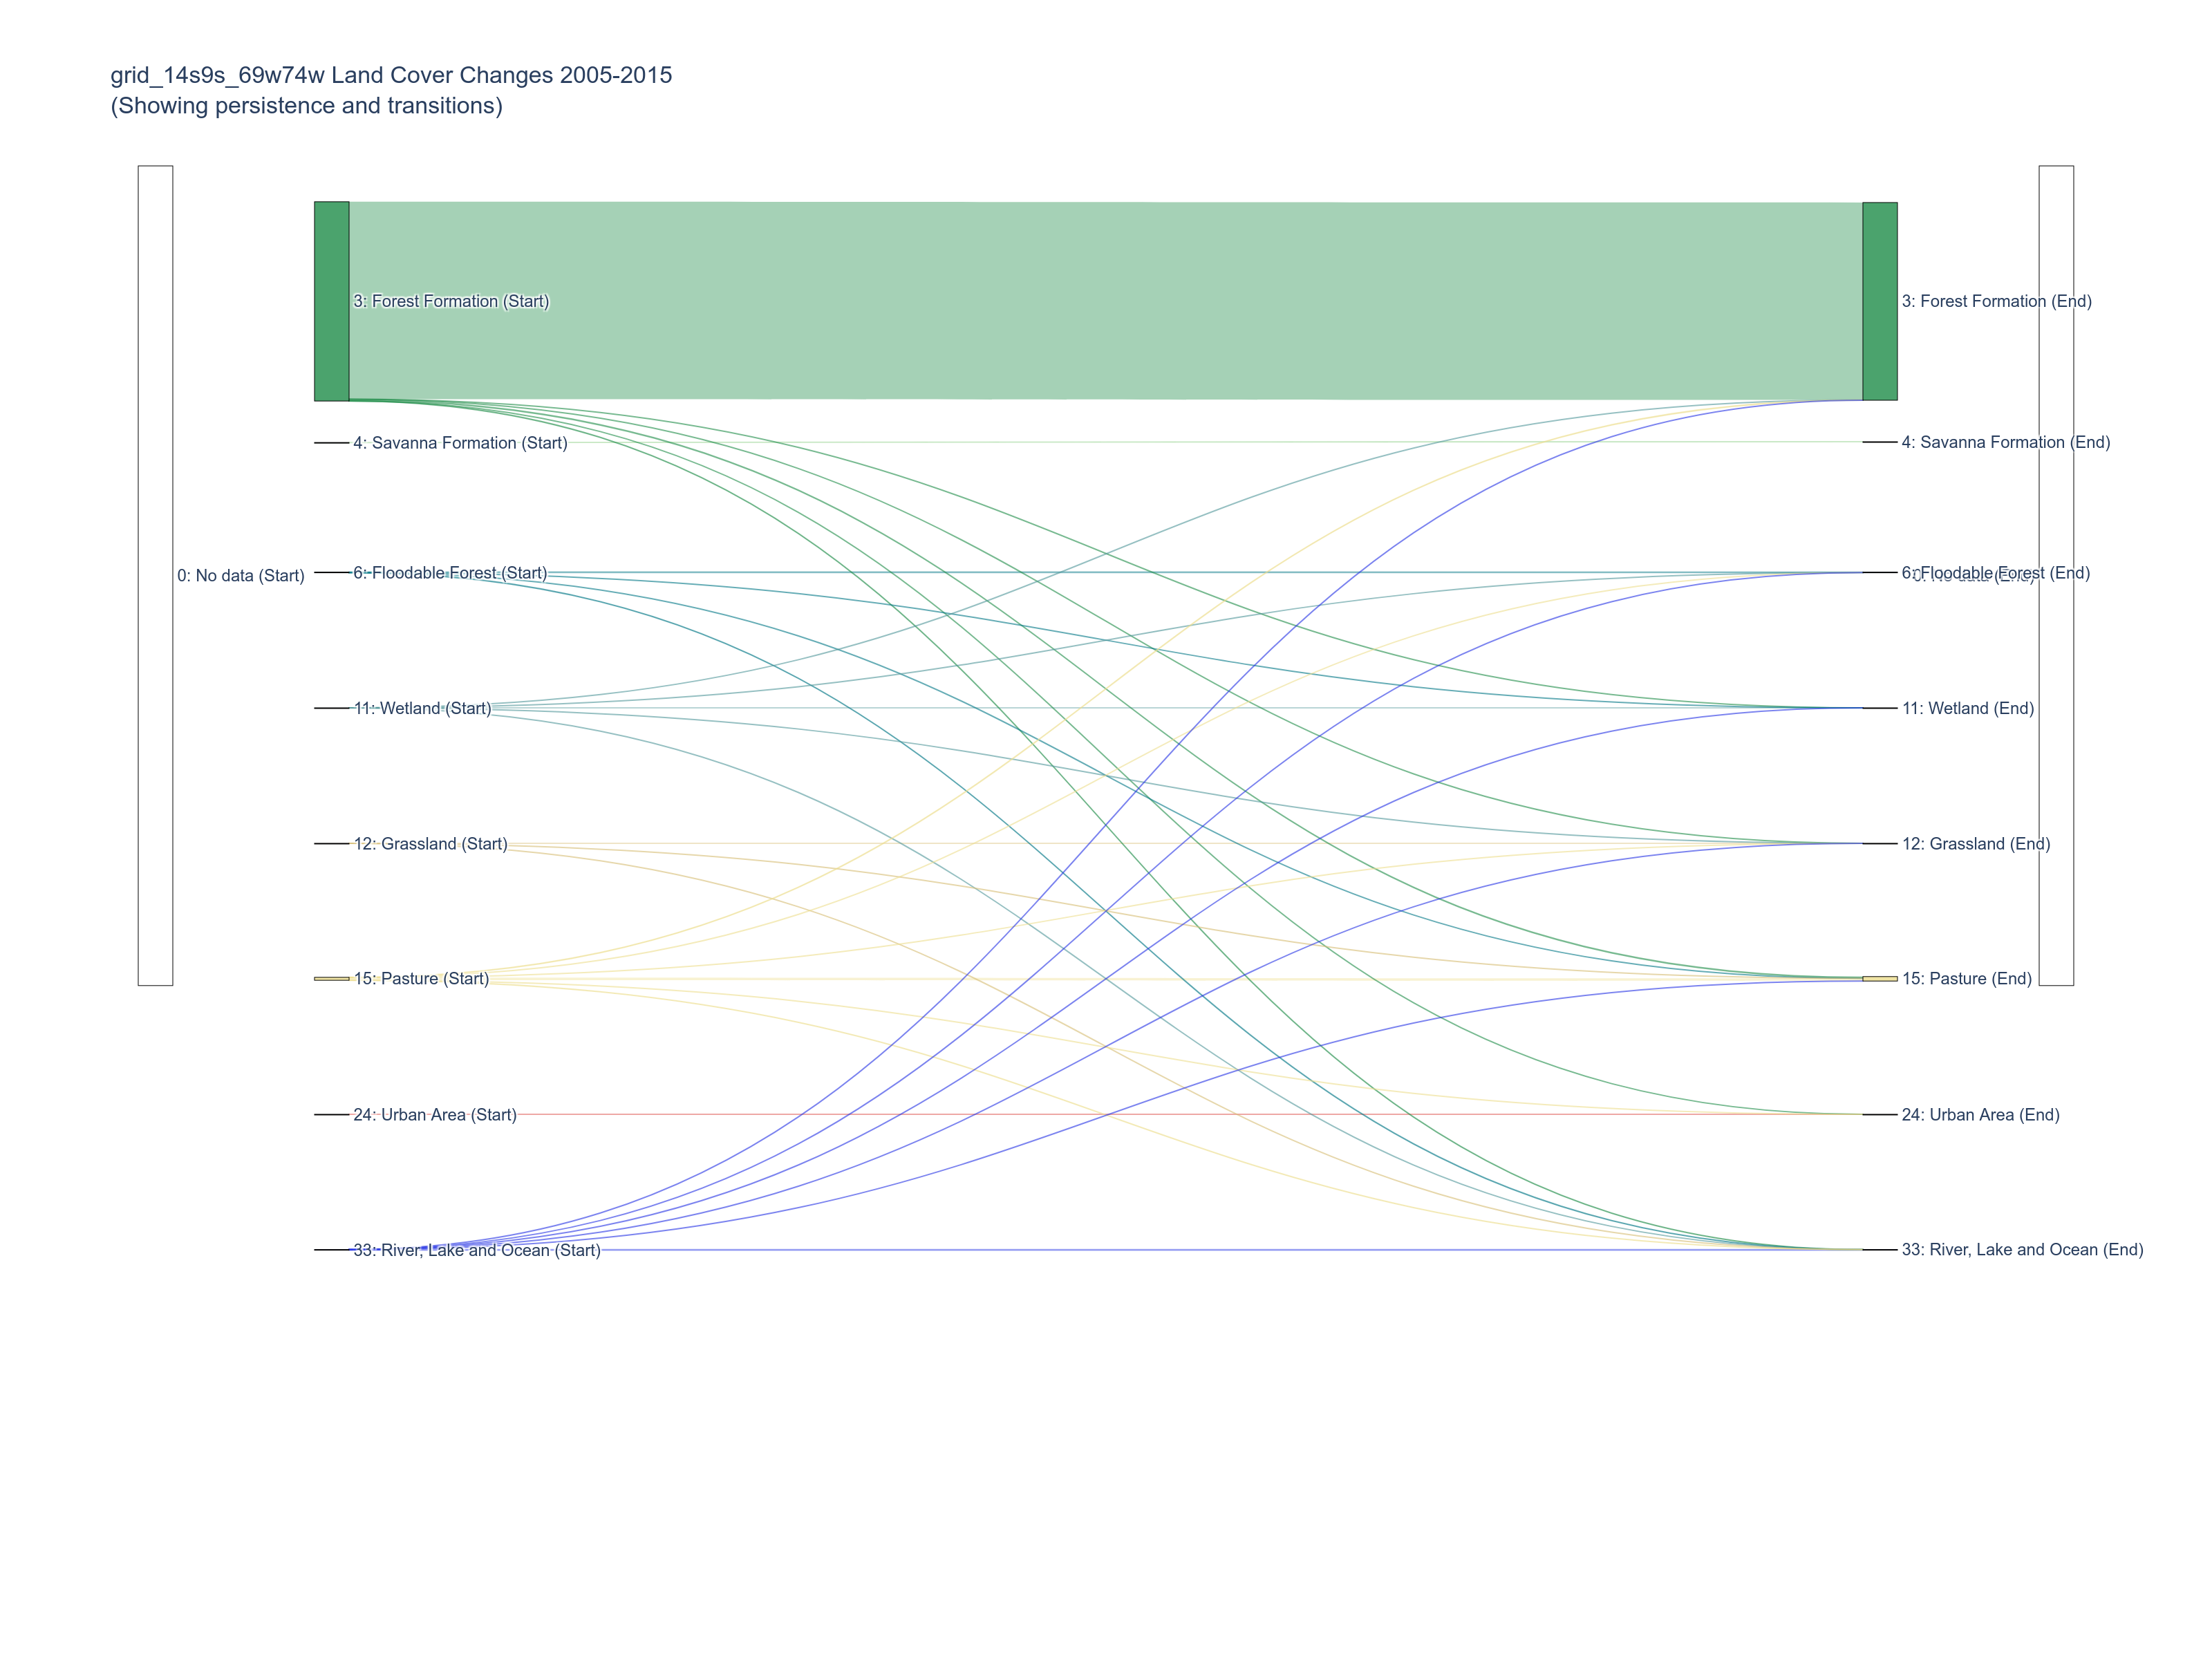 grid_14s9s_69w74w Land Cover Changes 2005-2015
(Showing persistence and transitions)
3: Forest Formation (Start)
3: Forest Formation (End)
4: Savanna Formation (Start)
4: Savanna Formation (End)
0: No data (Start)
6: Floodable Forest (Start)
6: Floodable Forest (End)
11: Wetland (Start)
11: Wetland (End)
12: Grassland (Start)
12: Grassland (End)
15: Pasture (Start)
15: Pasture (End)
24: Urban Area (Start)
24: Urban Area (End)
33: River, Lake and Ocean (Start)
33: River, Lake and Ocean (End)